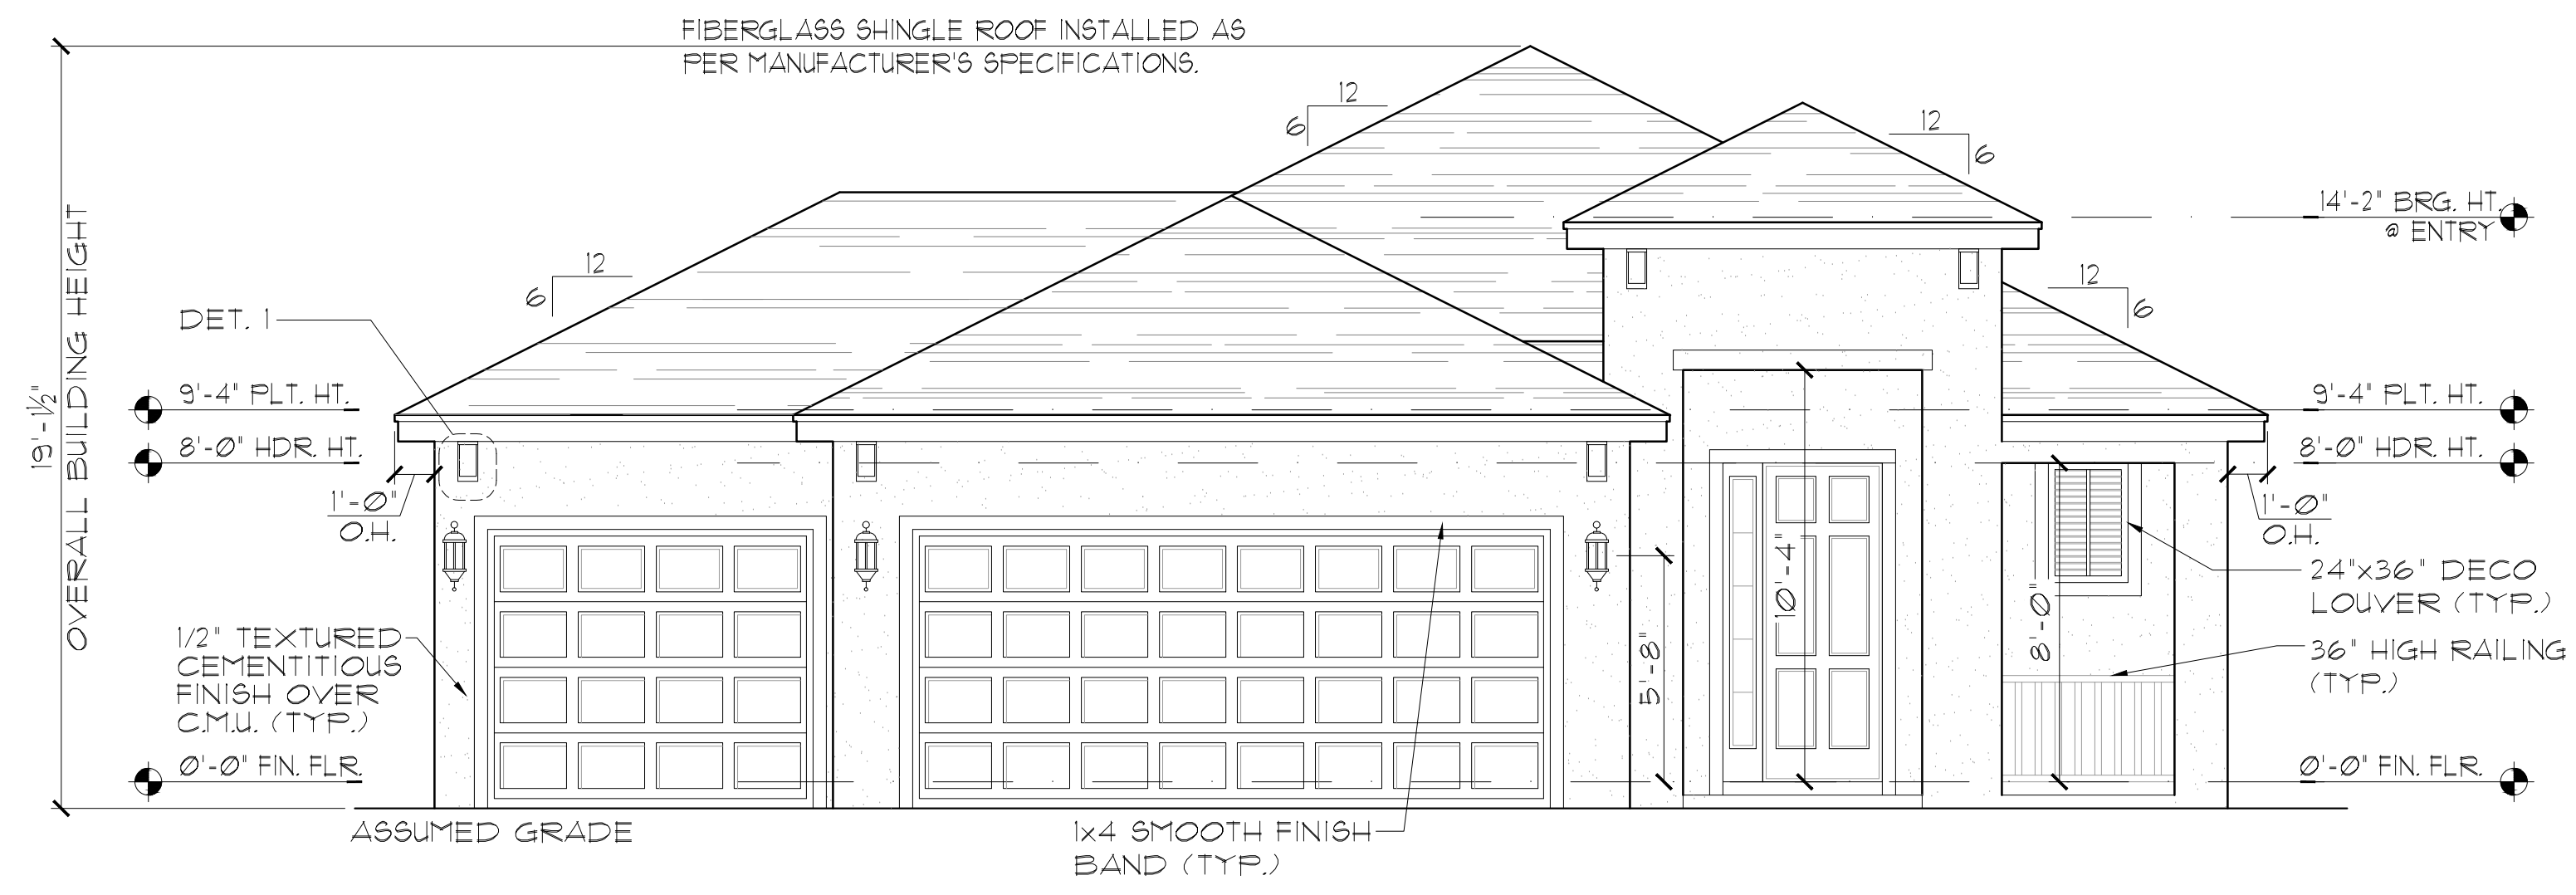 FIBERGLASS SHINGLE ROOF INSTALLED AS
PER MANUFACTURER'S SPECIFICATIONS.
12
6
12
6
12
6
12
6
19'-1½"
OVERALL BUILDING HEIGHT
DET. 1
9'-4" PLT. HT.
8'-0" HDR. HT.
1'-0"
O.H.
1/2" TEXTURED
CEMENTITIOUS
FINISH OVER
C.M.U. (TYP.)
0'-0" FIN. FLR.
ASSUMED GRADE
1x4 SMOOTH FINISH
BAND (TYP.)
5'-8"
10'-4"
8'-0"
14'-2" BRG. HT.
@ ENTRY
9'-4" PLT. HT.
8'-0" HDR. HT.
1'-0"
O.H.
24"x36" DECO
LOUVER (TYP.)
36" HIGH RAILING
(TYP.)
0'-0" FIN. FLR.